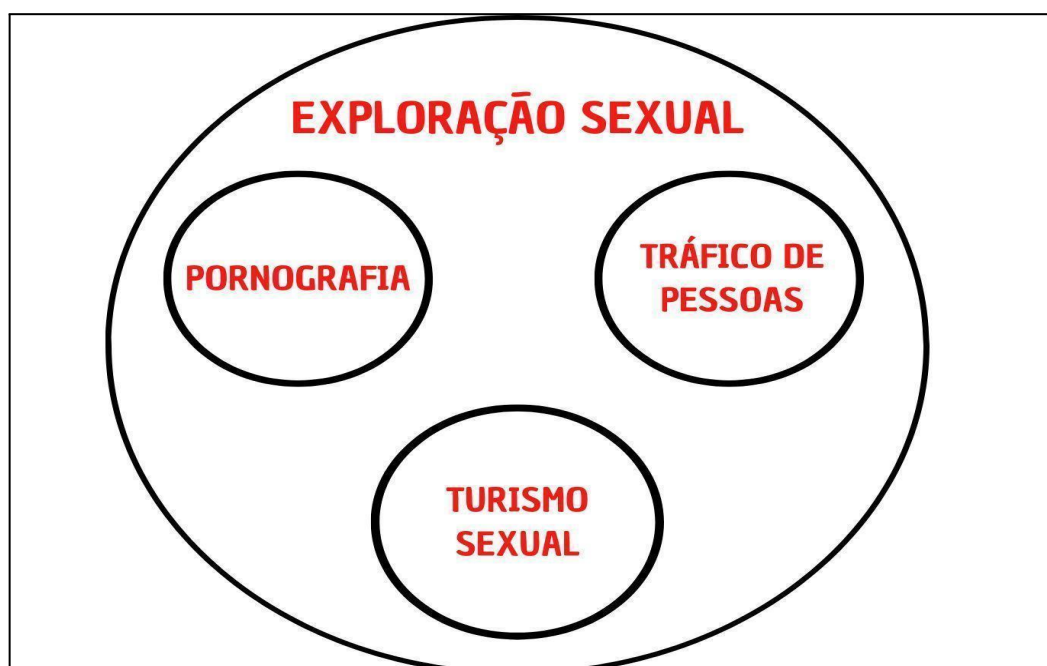 EXPLORAÇÃO SEXUAL
PORNOGRAFIA
TRÁFICO DE
PESSOAS
TURISMO
SEXUAL